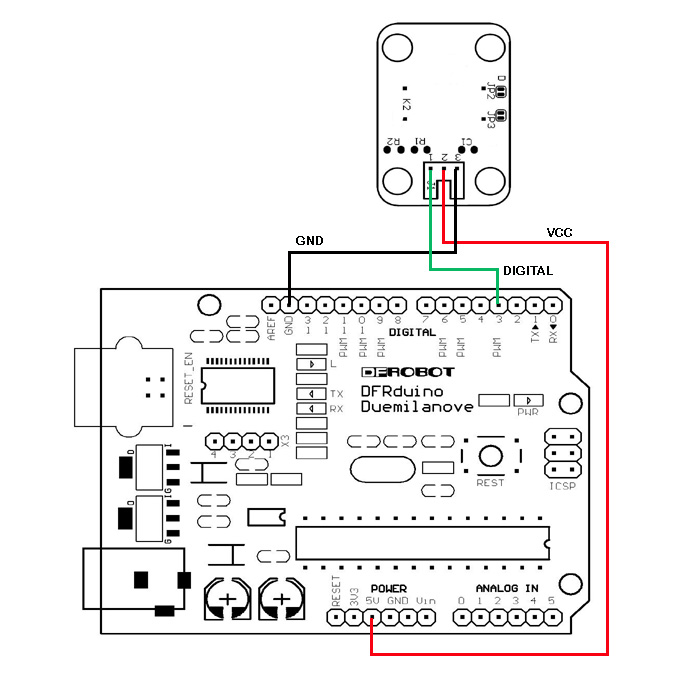 D
JP2
K2
JP3
R2 R1 C1
1 2 3
J1
GND
VCC
DIGITAL
AREF GND 13 12 11 10 9 8 7 6 5 4 3 2 1 0
PWM PWM PWM PWM PWM PWM TX RX
DIGITAL
RESET_EN
L
DFROBOT
TX
DFRduino
RX
Duemilanove
PWR
X3
4 3 2 1
REST
ICSP
O I
IG
O
G
POWER
ANALOG IN
RESET 3V3 5V GND Vin
0 1 2 3 4 5